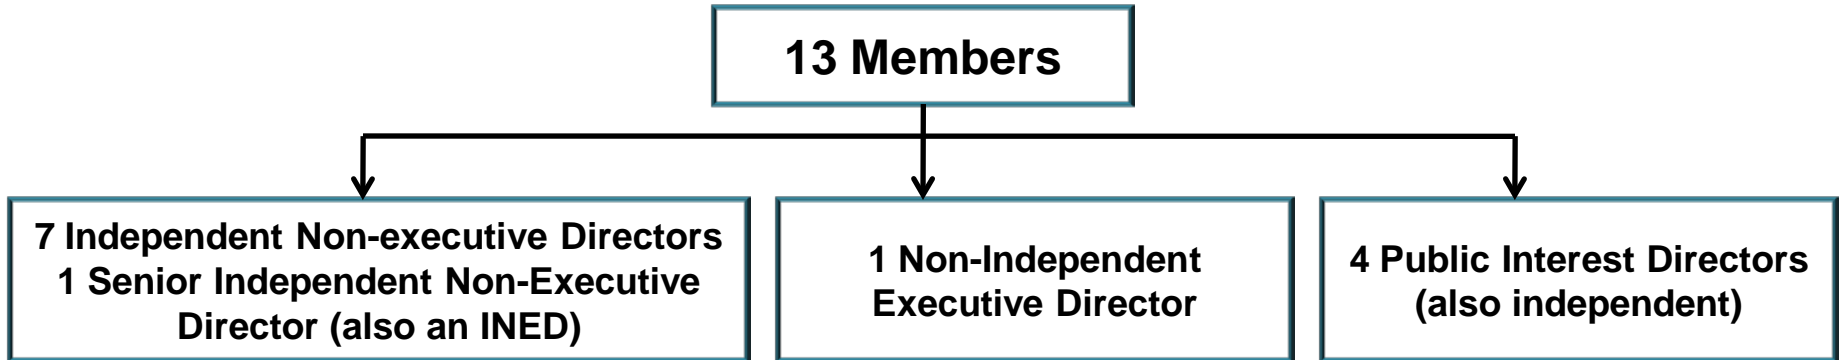 13 Members
7 Independent Non-executive Directors
1 Senior Independent Non-Executive
Director (also an INED)
1 Non-Independent
Executive Director
4 Public Interest Directors
(also independent)